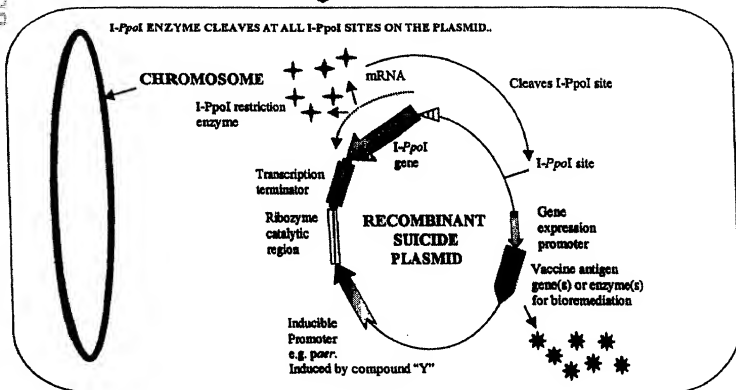 I-PpoI ENZYME CLEAVES AT ALL I-PpoI SITES ON THE PLASMID..
CHROMOSOME
mRNA
Cleaves I-PpoI site
I-PpoI restriction
enzyme
I-PpoI
gene
I-PpoI site
Transcription
terminator
Ribozyme
catalytic
region
RECOMBINANT
SUICIDE
PLASMID
Gene
expression
promoter
Vaccine antigen
gene(s) or enzyme(s)
for bioremediation
Inducible
Promoter
e.g. pmer.
Induced by compound "Y"